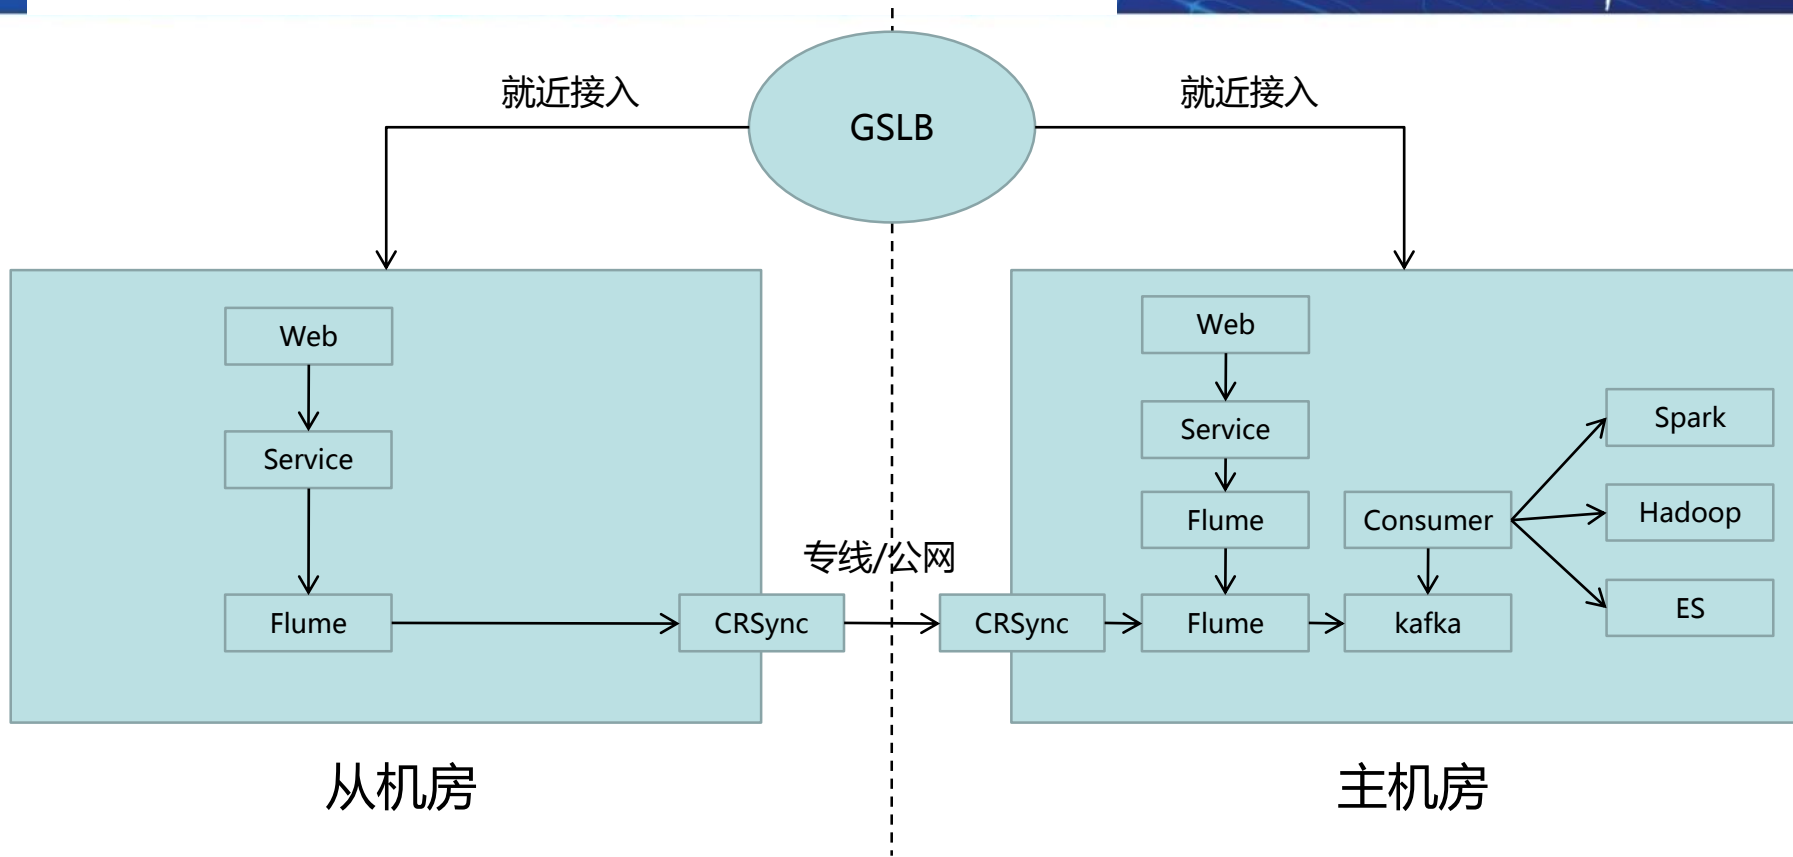 就近接入
GSLB
就近接入
Web
Service
Flume
CRSync
专线/公网
CRSync
Web
Service
Flume
Flume
Consumer
kafka
Spark
Hadoop
ES
从机房
主机房